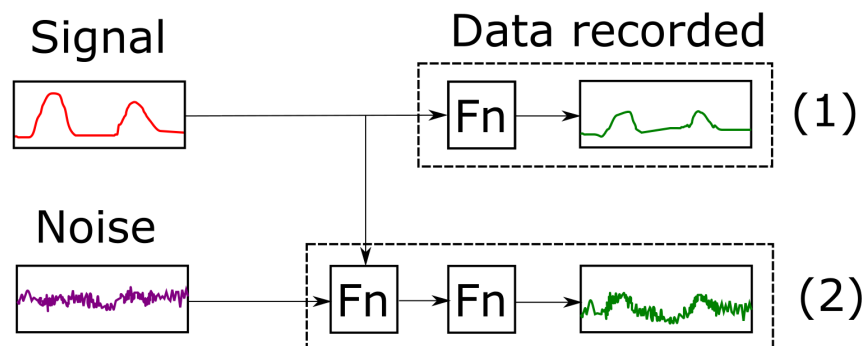 Signal
Data recorded
Fn
(1)
Noise
Fn
Fn
(2)